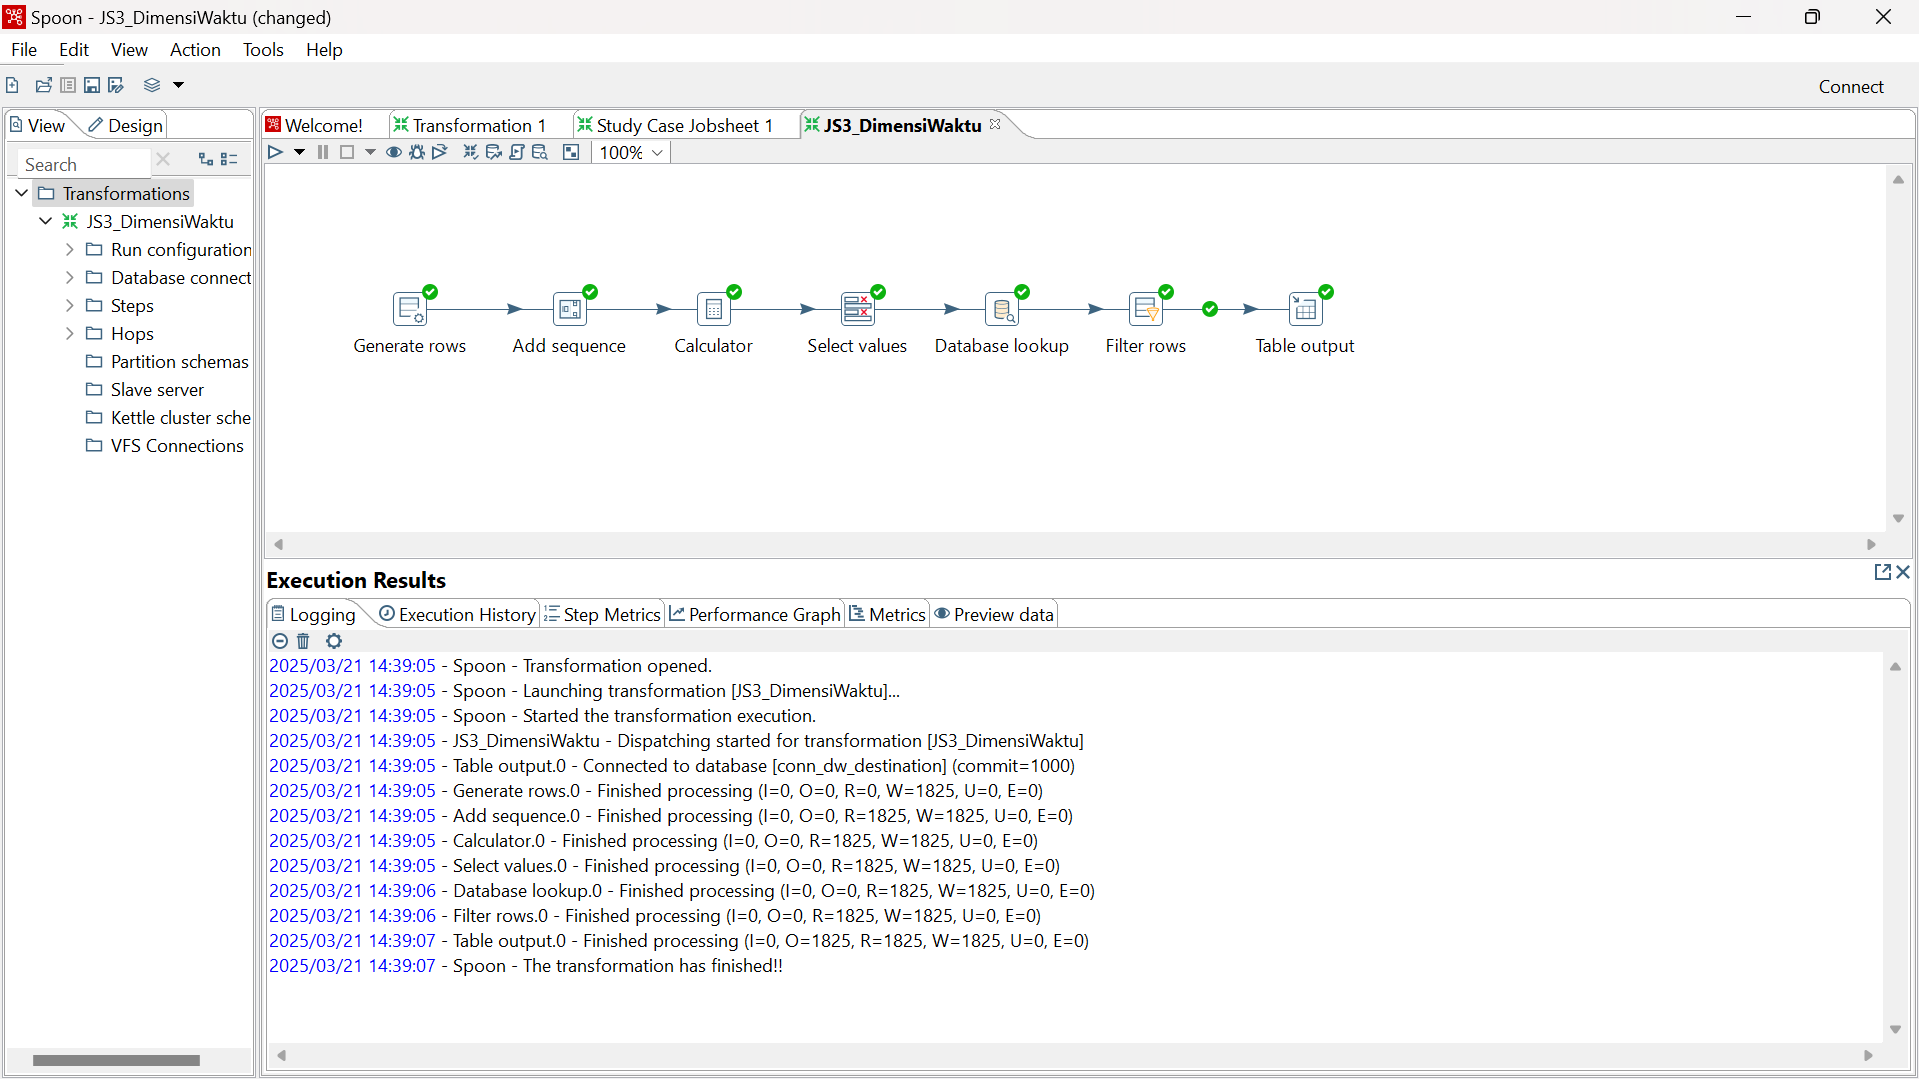 Spoon - JS3_DimensiWaktu (changed)
File Edit View Action Tools Help
Connect
View Design
Welcome! Transformation 1 Study Case Jobsheet 1 JS3_DimensiWaktu
Search
100%
Transformations
JS3_DimensiWaktu
Run configuration
Database connect
Steps
Hops
Partition schemas
Slave server
Kettle cluster sche
VFS Connections
Generate rows Add sequence Calculator Select values Database lookup Filter rows Table output
Execution Results
Logging Execution History Step Metrics Performance Graph Metrics Preview data
2025/03/21 14:39:05 - Spoon - Transformation opened.
2025/03/21 14:39:05 - Spoon - Launching transformation [JS3_DimensiWaktu]...
2025/03/21 14:39:05 - Spoon - Started the transformation execution.
2025/03/21 14:39:05 - JS3_DimensiWaktu - Dispatching started for transformation [JS3_DimensiWaktu]
2025/03/21 14:39:05 - Table output.0 - Connected to database [conn_dw_destination] (commit=1000)
2025/03/21 14:39:05 - Generate rows.0 - Finished processing (I=0, O=0, R=0, W=1825, U=0, E=0)
2025/03/21 14:39:05 - Add sequence.0 - Finished processing (I=0, O=0, R=1825, W=1825, U=0, E=0)
2025/03/21 14:39:05 - Calculator.0 - Finished processing (I=0, O=0, R=1825, W=1825, U=0, E=0)
2025/03/21 14:39:05 - Select values.0 - Finished processing (I=0, O=0, R=1825, W=1825, U=0, E=0)
2025/03/21 14:39:06 - Database lookup.0 - Finished processing (I=0, O=0, R=1825, W=1825, U=0, E=0)
2025/03/21 14:39:06 - Filter rows.0 - Finished processing (I=0, O=0, R=1825, W=1825, U=0, E=0)
2025/03/21 14:39:07 - Table output.0 - Finished processing (I=0, O=1825, R=1825, W=1825, U=0, E=0)
2025/03/21 14:39:07 - Spoon - The transformation has finished!!